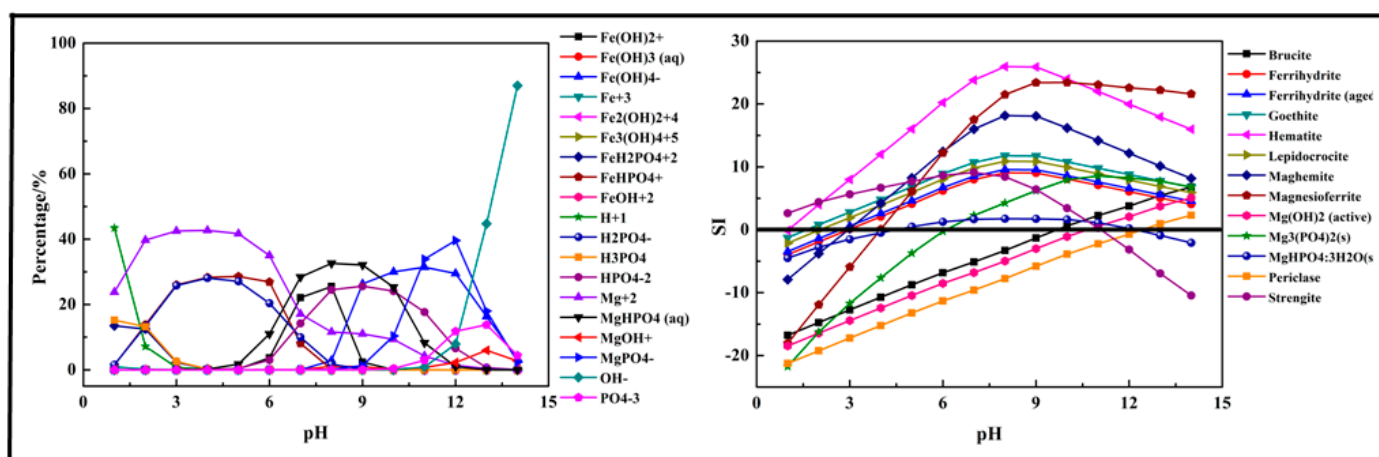 100
80
60
40
20
0
0
3
6
9
12
15
Percentage/%
pH
Fe(OH)2+
Fe(OH)3 (aq)
Fe(OH)4-
Fe+3
Fe2(OH)2+4
Fe3(OH)4+5
FeH2PO4+2
FeHPO4+
FeOH+2
H+1
H2PO4-
H3PO4
HPO4-2
Mg+2
MgHPO4 (aq)
MgOH+
MgPO4-
OH-
PO4-3
30
20
10
0
-10
-20
0
3
6
9
12
15
SI
pH
Brucite
Ferrihydrite
Ferrihydrite (aged
Goethite
Hematite
Lepidocrocite
Maghemite
Magnesioferrite
Mg(OH)2 (active)
Mg3(PO4)2(s)
MgHPO4:3H2O(s
Periclase
Strengite